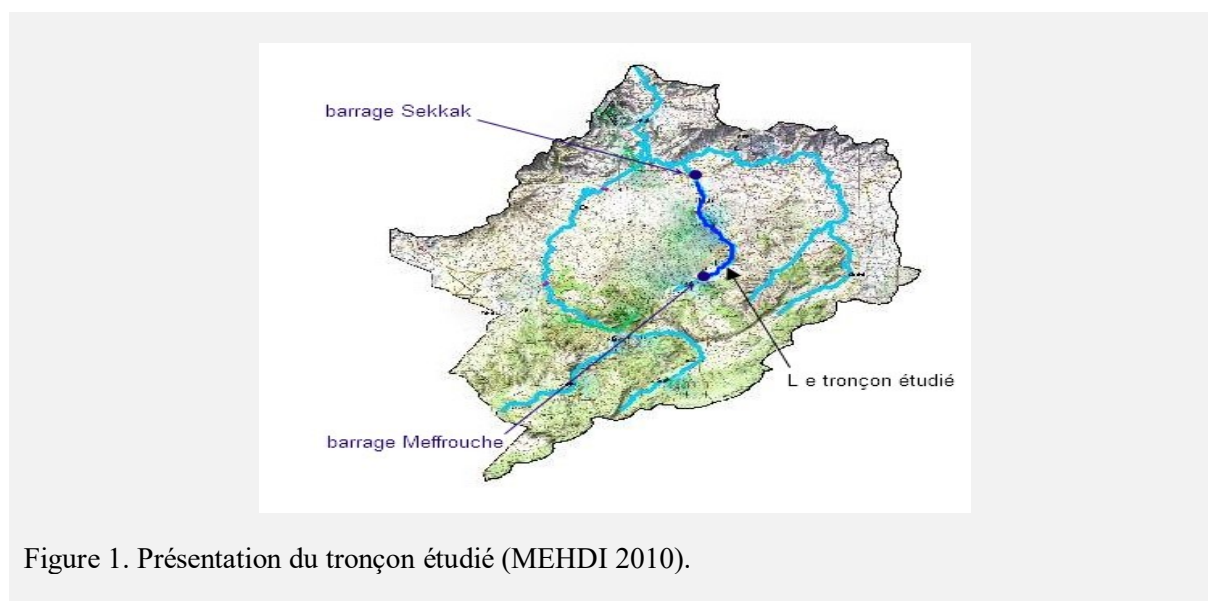 barrage Sekkak
L e tronçon étudié
barrage Meffrouche
Figure 1. Présentation du tronçon étudié (MEHDI 2010).